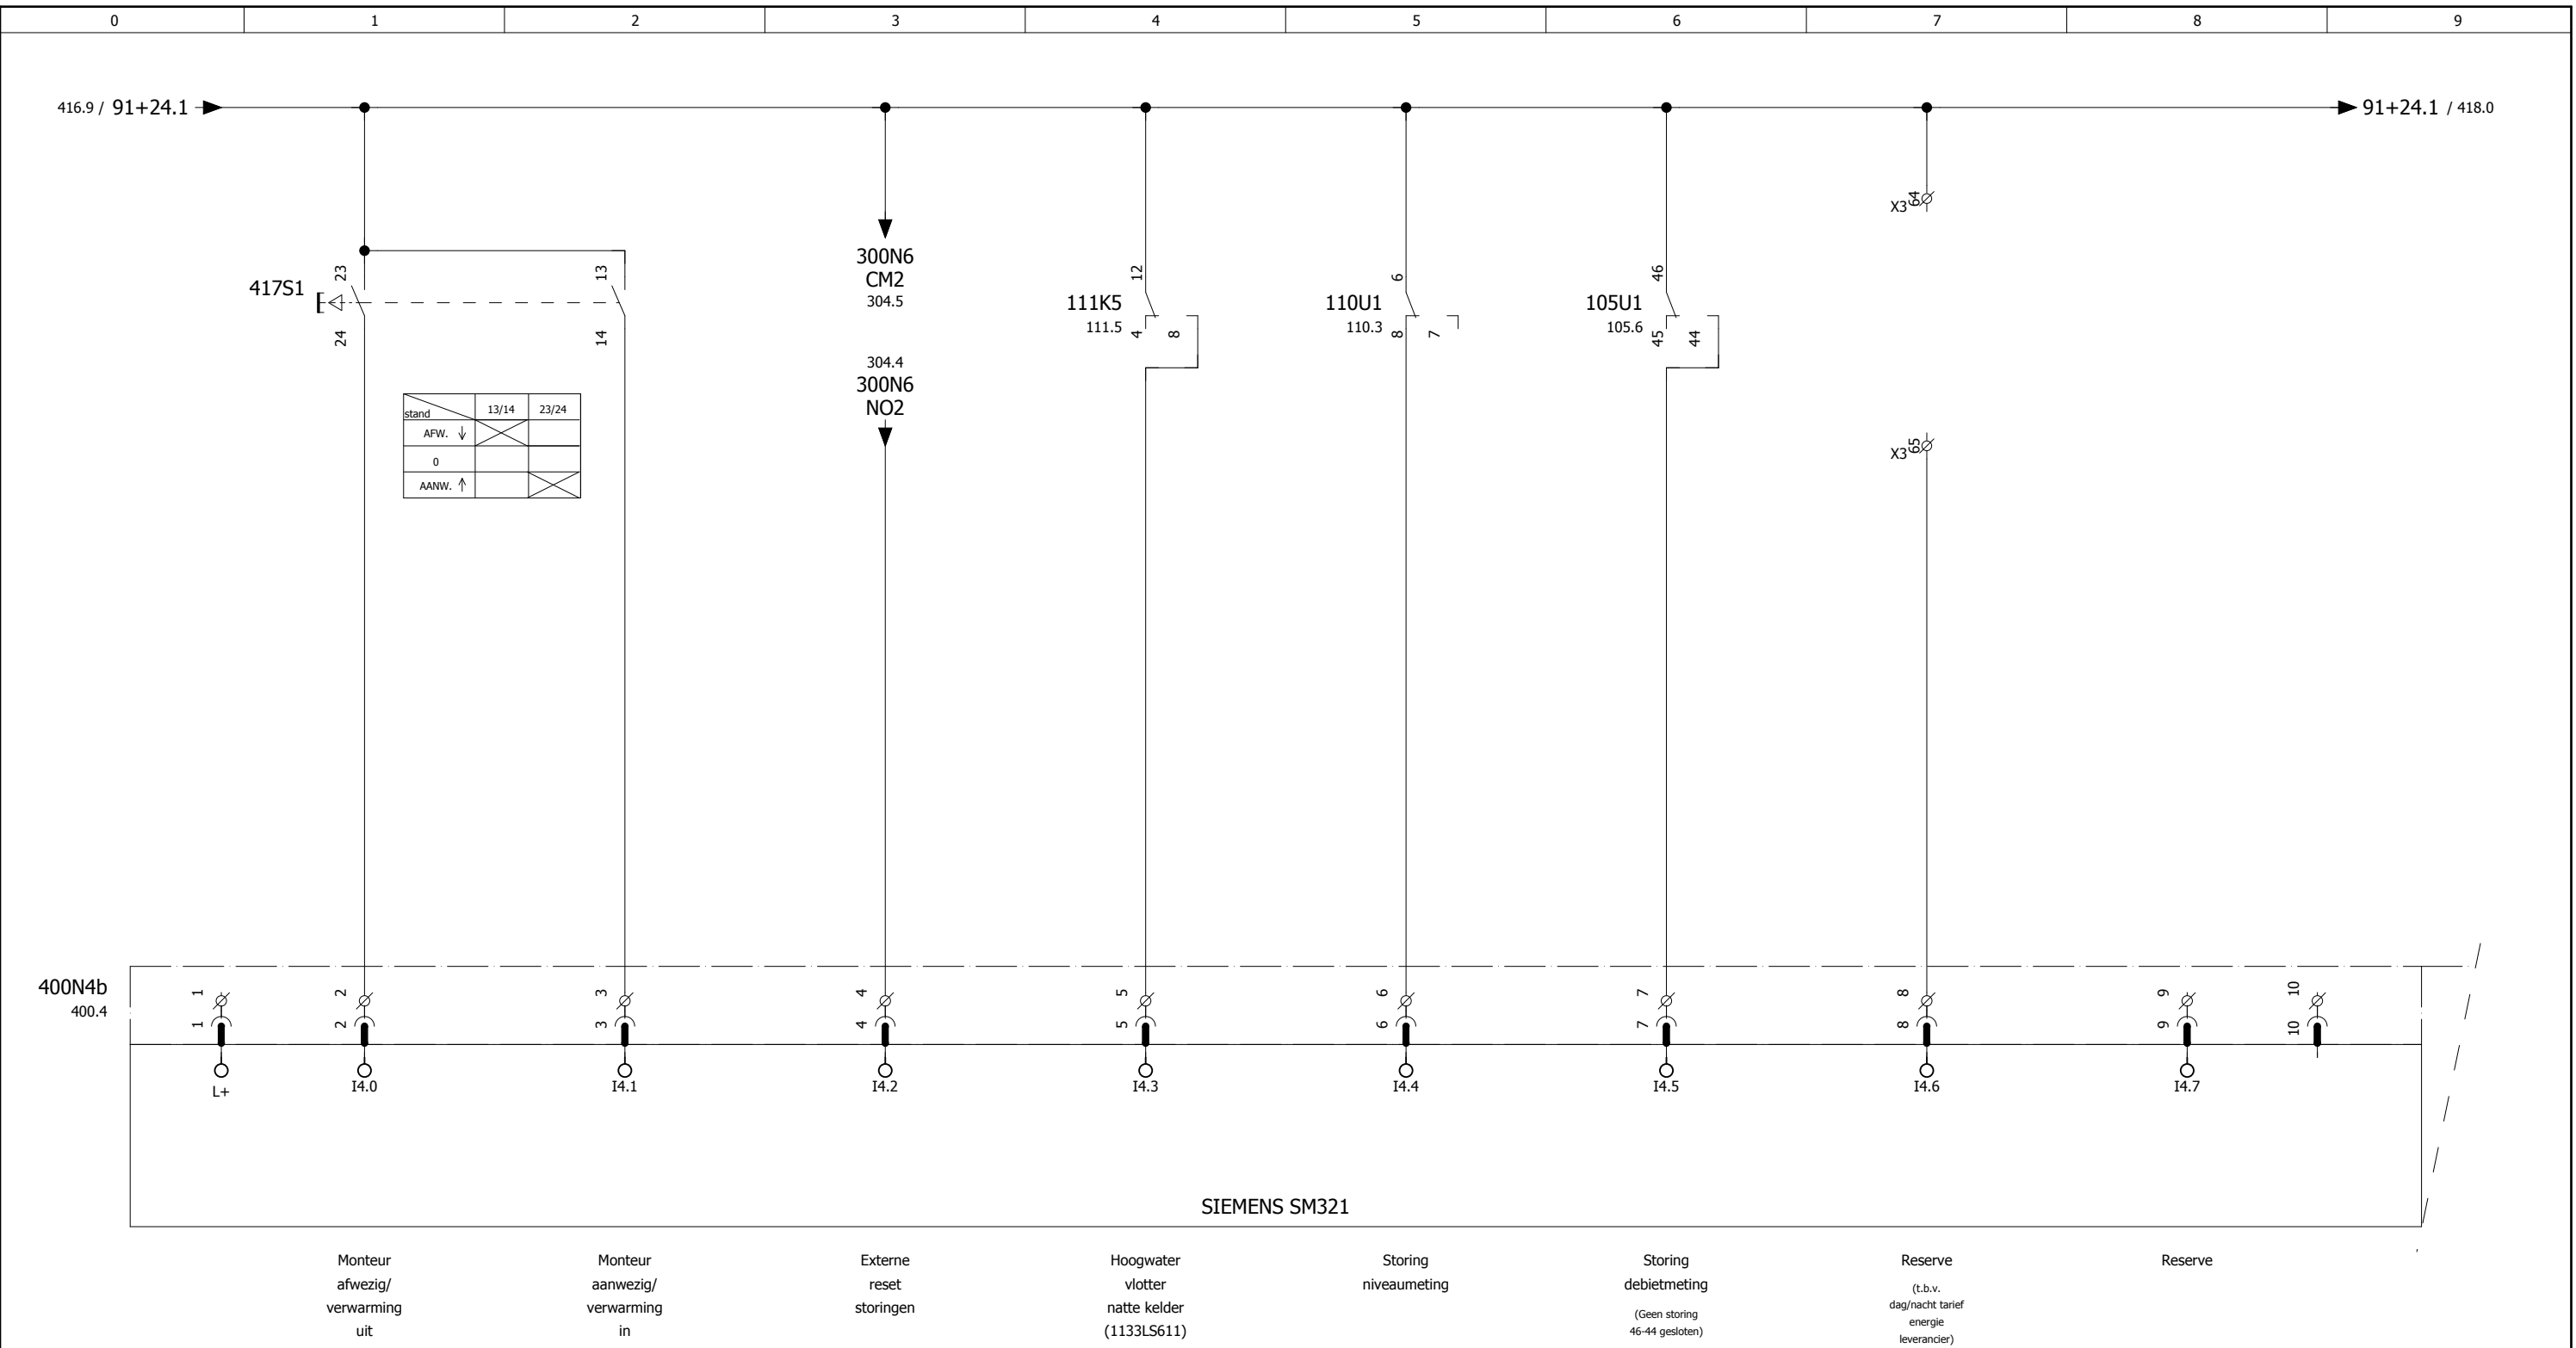 0 1 2 3 4 5 6 7 8 9
416.9 / 91+24.1
91+24.1 / 418.0
X3 64
417S1
23
24
13
14
300N6
CM2
304.5
304.4
300N6
NO2
111K5
111.5
12
4 8
110U1
110.3
6
8 7
105U1
105.6
46
45 44
stand 13/14 23/24
AFW. ↓
0
AANW. ↑
X3 65
400N4b
400.4
1 2 3 4 5 6 7 8 9 10
1 2 3 4 5 6 7 8 9 10
L+ I4.0 I4.1 I4.2 I4.3 I4.4 I4.5 I4.6 I4.7
SIEMENS SM321
Monteur
afwezig/
verwarming
uit
Monteur
aanwezig/
verwarming
in
Externe
reset
storingen
Hoogwater
vlotter
natte kelder
(1133LS611)
Storing
niveaumeting
Storing
debietmeting
(Geen storing
46-44 gesloten)
Reserve
(t.b.v.
dag/nacht tarief
energie
leverancier)
Reserve